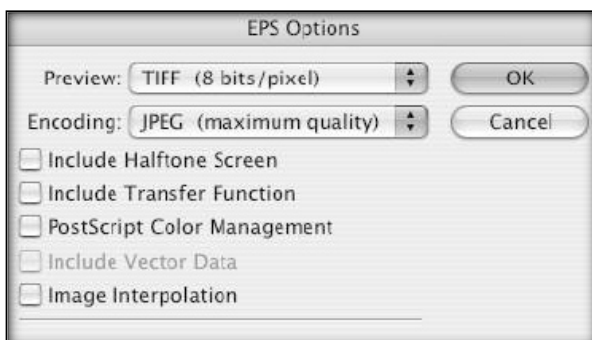 EPS Options
Preview: TIFF (8 bits/pixel) OK
Encoding: JPEG (maximum quality) Cancel
Include Halftone Screen
Include Transfer Function
PostScript Color Management
Include Vector Data
Image Interpolation